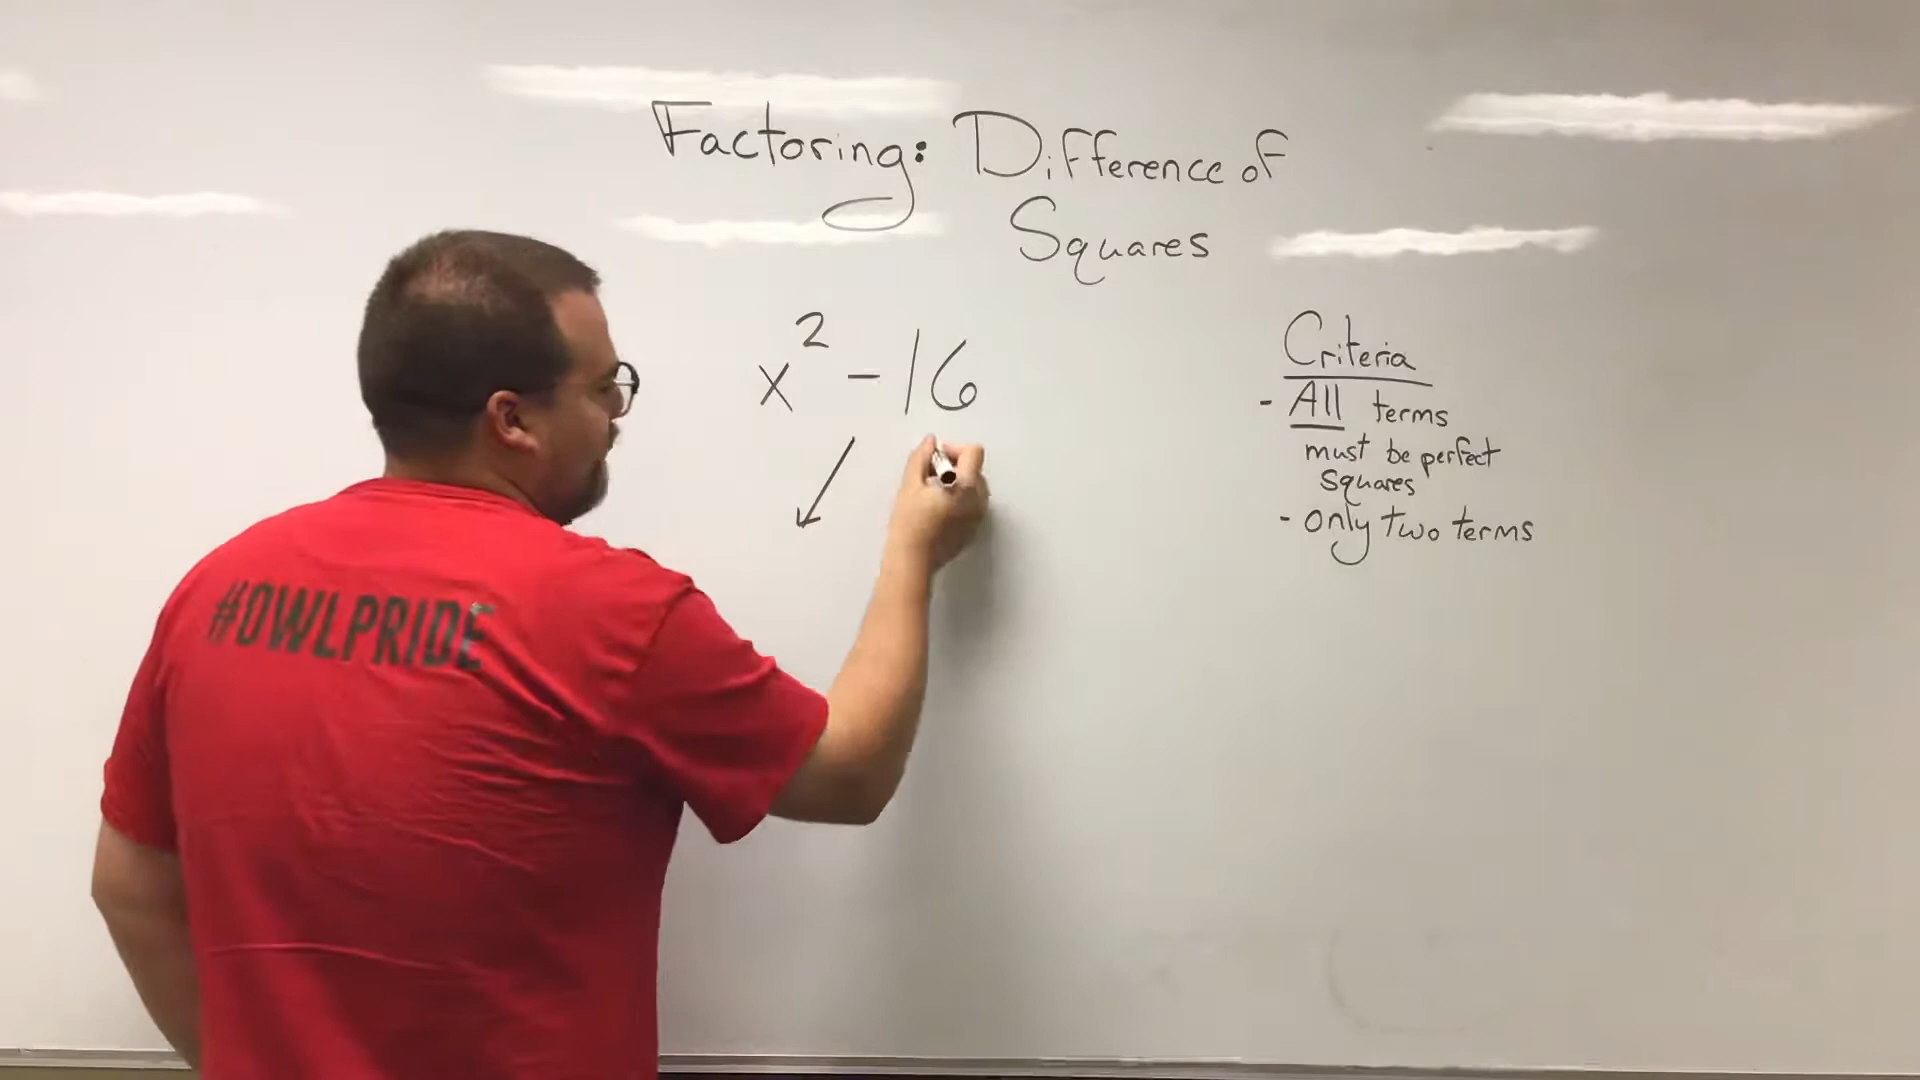 Factoring: Difference of
Squares
x² - 16
Criteria
- All terms
must be perfect
squares
- only two terms
#OWLPRIDE